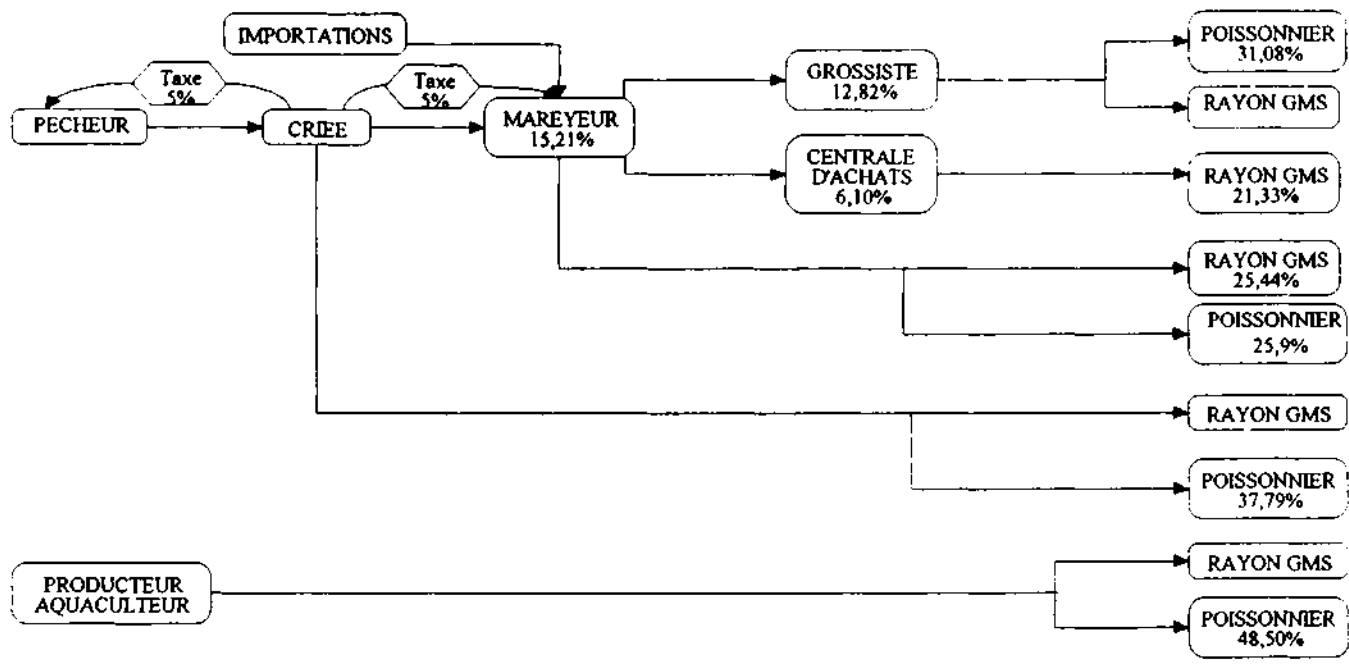 IMPORTATIONS
Taxe
5%
Taxe
5%
PECHEUR
CRIEE
MAREYEUR
15,21%
GROSSISTE
12,82%
CENTRALE
D'ACHATS
6,10%
POISSONNIER
31,08%
RAYON GMS
RAYON GMS
21,33%
RAYON GMS
25,44%
POISSONNIER
25,9%
RAYON GMS
POISSONNIER
37,79%
PRODUCTEUR
AQUACULTEUR
RAYON GMS
POISSONNIER
48,50%